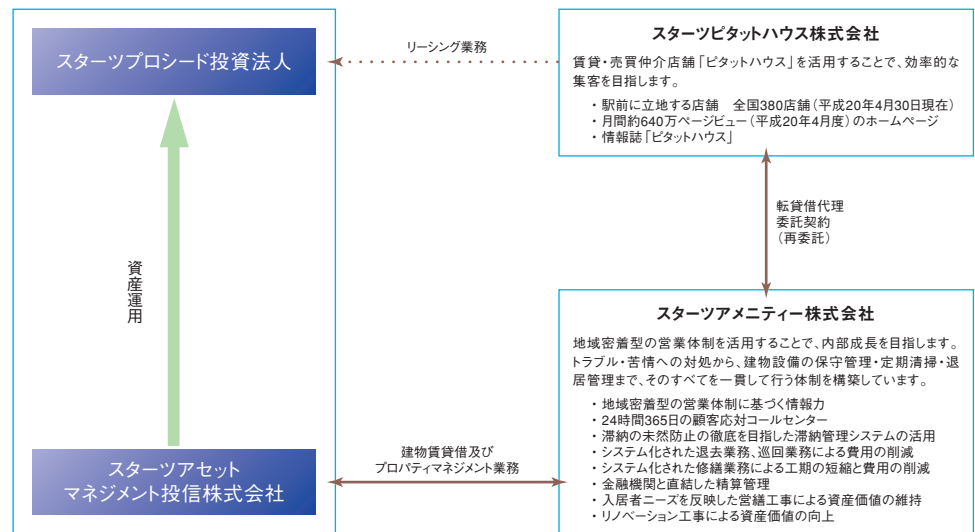 スターツプロシード投資法人
リーシング業務
スターツピタットハウス株式会社
賃貸・売買仲介店舗「ピタットハウス」を活用することで、効率的な
集客を目指します。
・駅前に立地する店舗　全国380店舗（平成20年4月30日現在）
・月間約640万ページビュー（平成20年4月度）のホームページ
・情報誌「ピタットハウス」
転貸借代理
委託契約
（再委託）
資産運用
スターツアメニティー株式会社
地域密着型の営業体制を活用することで、内部成長を目指します。
トラブル・苦情への対処から、建物設備の保守管理・定期清掃・退
居管理まで、そのすべてを一貫して行う体制を構築しています。
・地域密着型の営業体制に基づく情報力
・24時間365日の顧客応対コールセンター
・滞納の未然防止の徹底を目指した滞納管理システムの活用
・システム化された退去業務、巡回業務による費用の削減
・システム化された修繕業務による工期の短縮と費用の削減
・金融機関と直結した精算管理
・入居者ニーズを反映した営繕工事による資産価値の維持
・リノベーション工事による資産価値の向上
建物賃貸借及び
プロパティマネジメント業務
スターツアセット
マネジメント投信株式会社